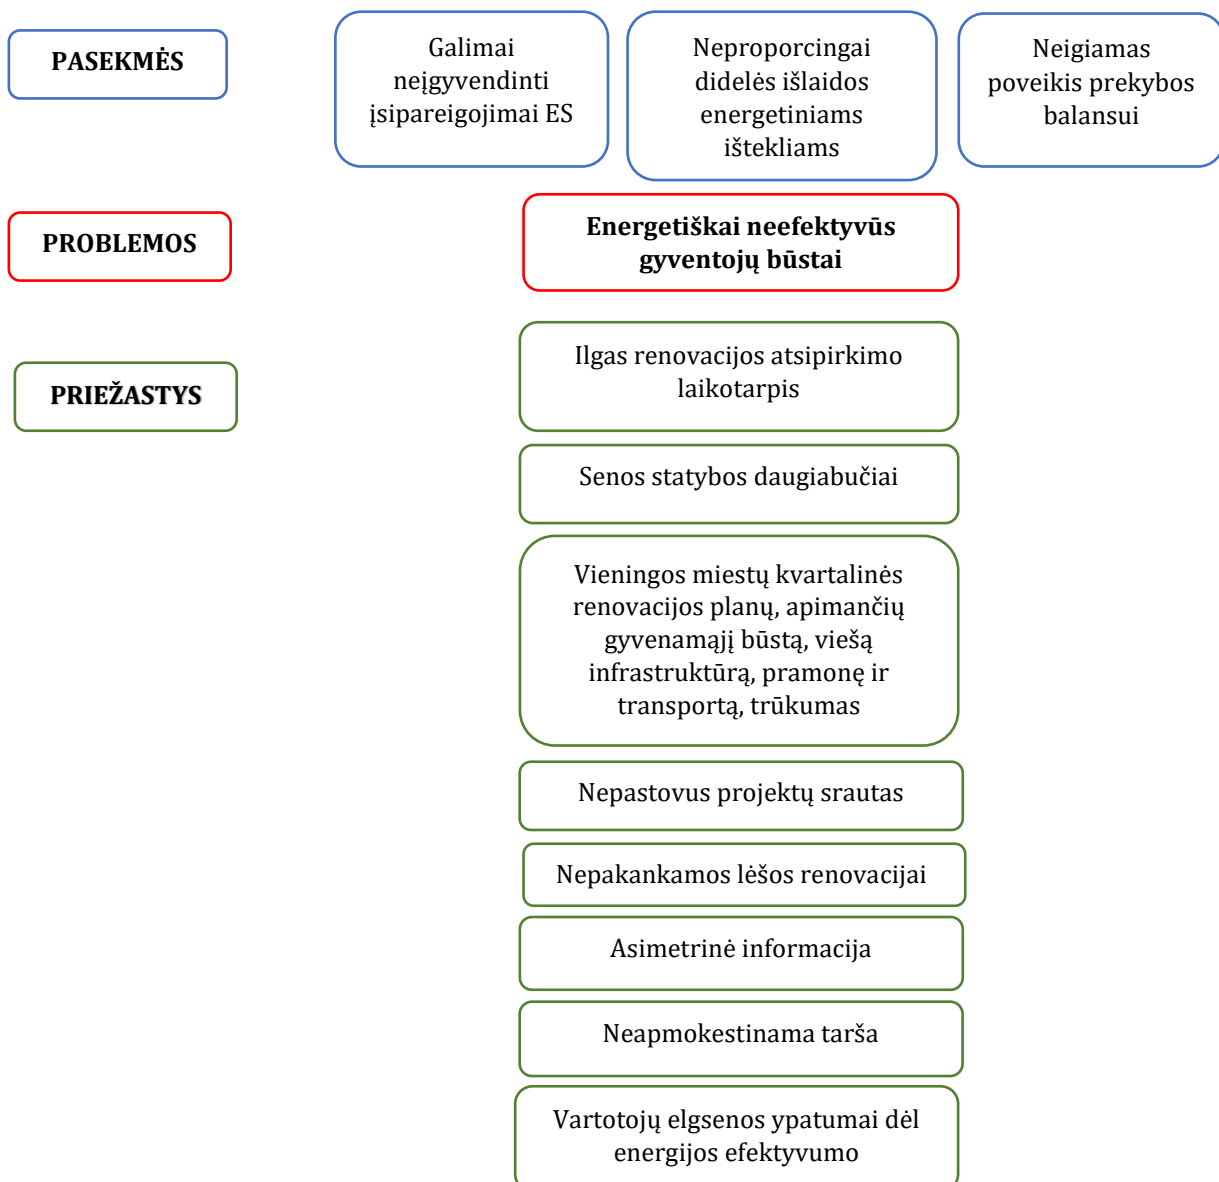 PASEKMĖS
Galimai
neįgyvendinti
įsipareigojimai ES
Neproporcingai
didelės išlaidos
energetiniams
ištekliams
Neigiamas
poveikis prekybos
balansui
PROBLEMOS
Energetiškai neefektyvūs
gyventojų būstai
PRIEŽASTYS
Ilgas renovacijos atsipirkimo
laikotarpis
Senos statybos daugiabučiai
Vieningos miestų kvartalinės
renovacijos planų, apimančių
gyvenamąjį būstą, viešą
infrastruktūrą, pramonę ir
transportą, trūkumas
Nepastovus projektų srautas
Nepakankamos lėšos renovacijai
Asimetrinė informacija
Neapmokestinama tarša
Vartotojų elgsenos ypatumai dėl
energijos efektyvumo